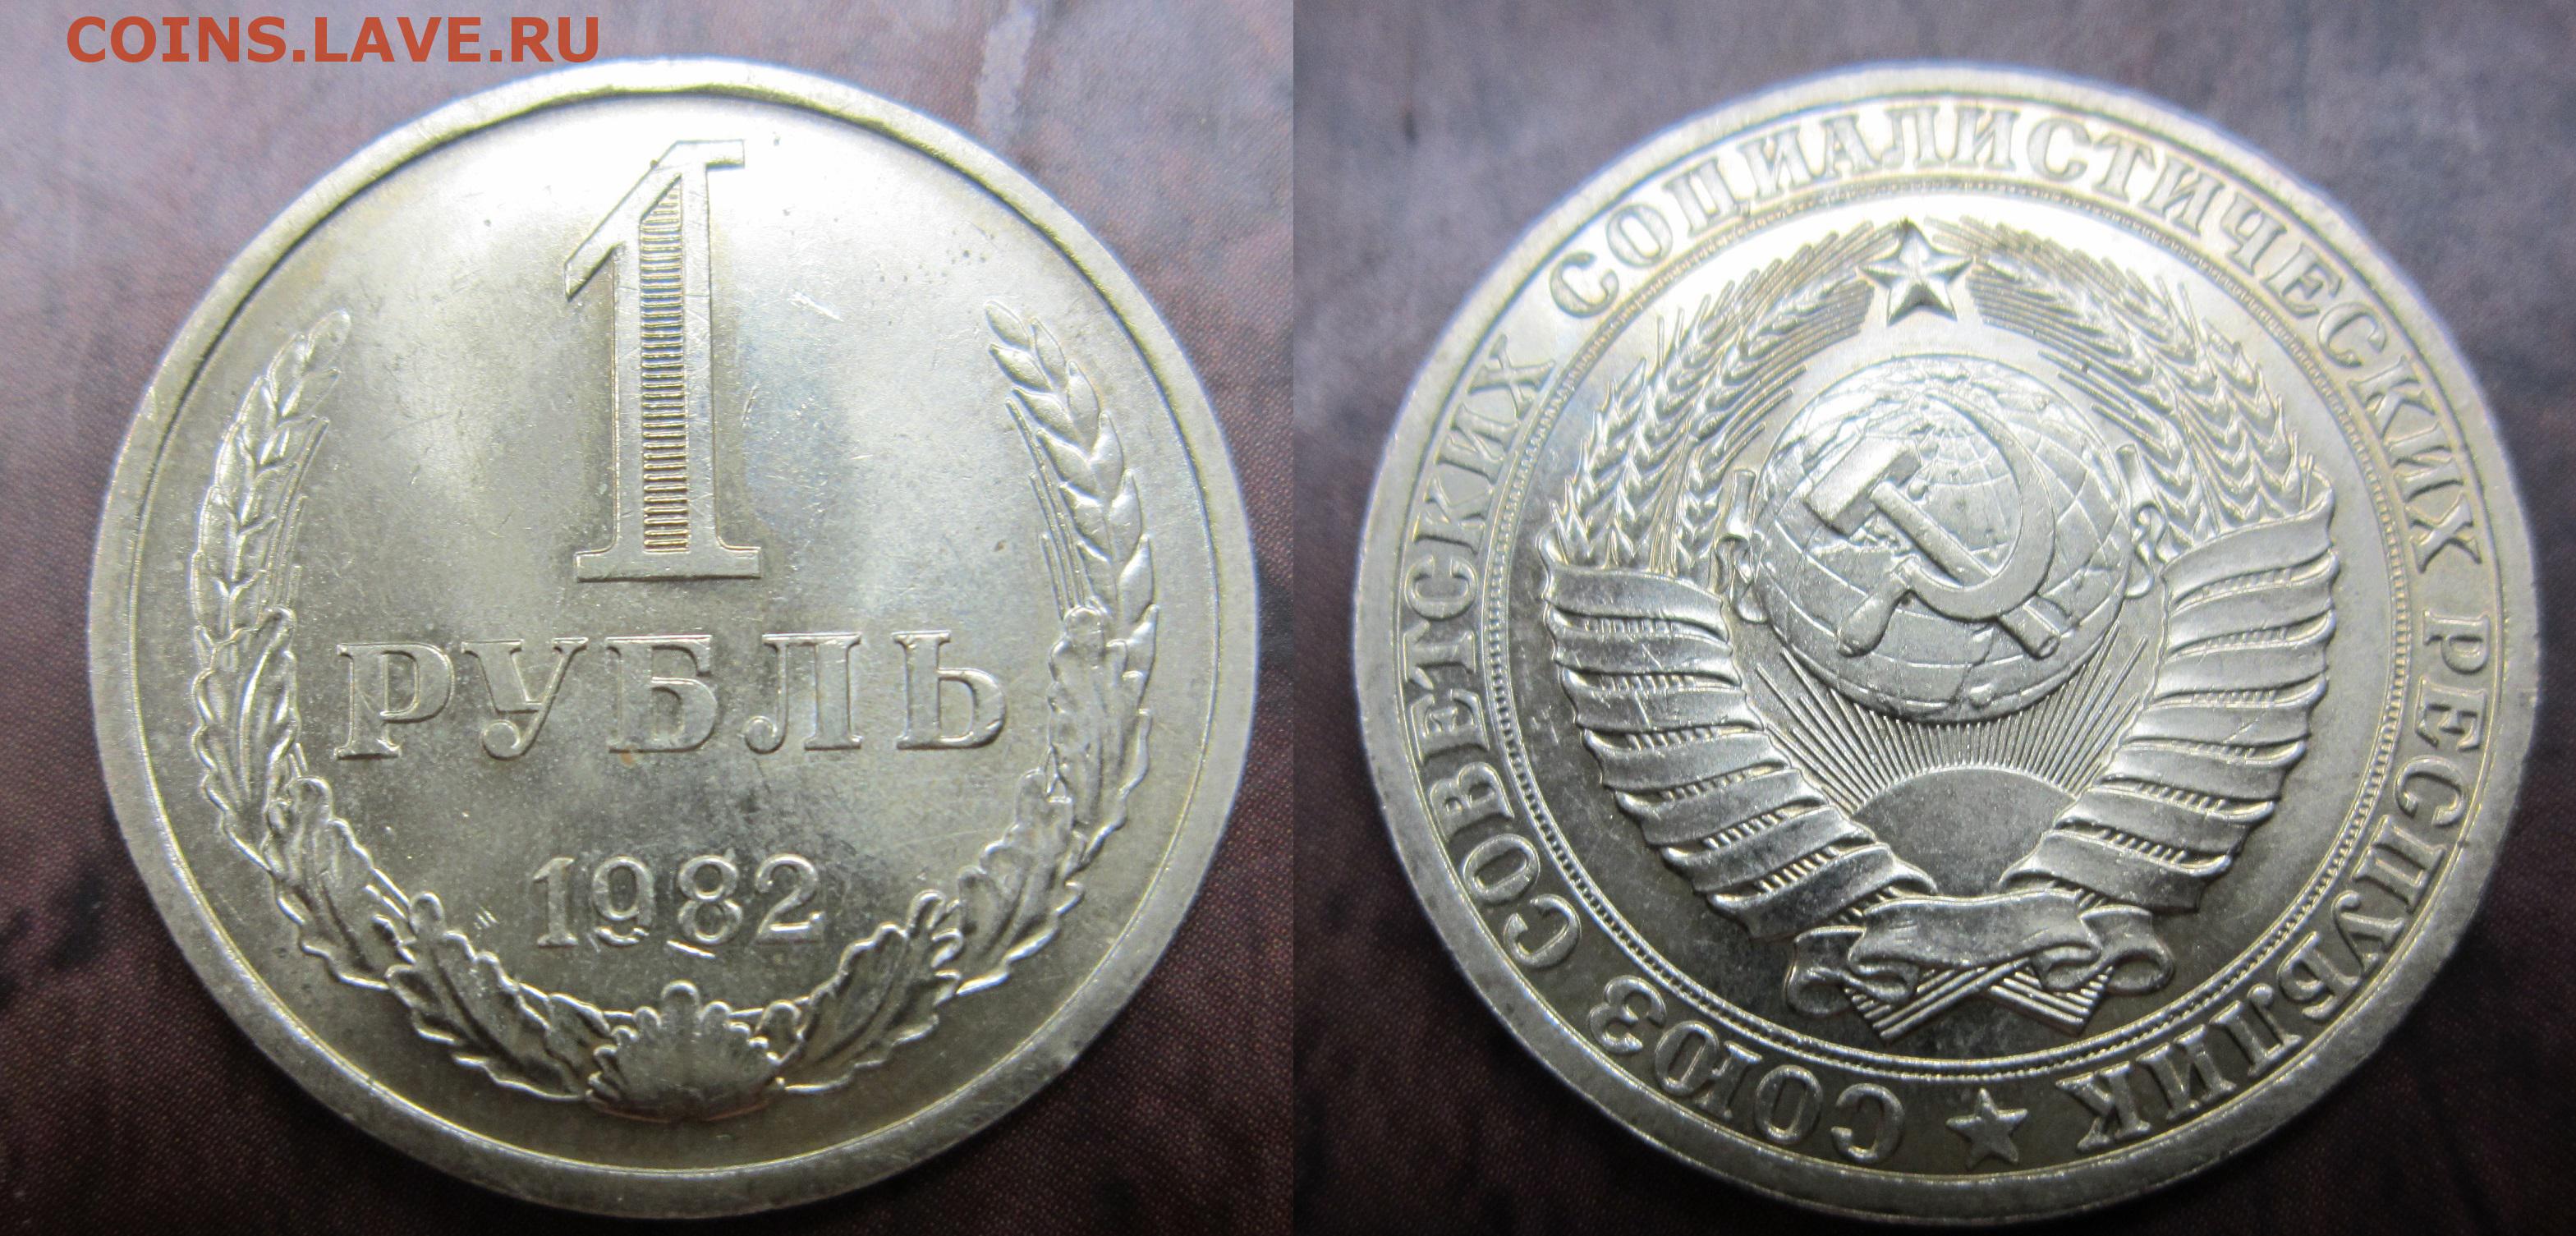 COINS.LAVE.RU
1
РУБЛЬ
1982
СОЮЗ СОВЕТСКИХ СОЦИАЛИСТИЧЕСКИХ РЕСПУБЛИК